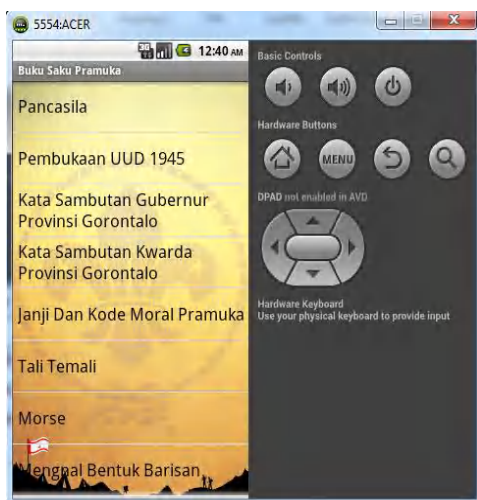 5554:ACER
3G
12:40 AM
Buku Saku Pramuka
Pancasila
Pembukaan UUD 1945
Kata Sambutan Gubernur
Provinsi Gorontalo
Kata Sambutan Kwarda
Provinsi Gorontalo
Janji Dan Kode Moral Pramuka
Tali Temali
Morse
Mengnal Bentuk Barisan
Basic Controls
Hardware Buttons
MENU
DPAD not enabled in AVD
Hardware Keyboard
Use your physical keyboard to provide input